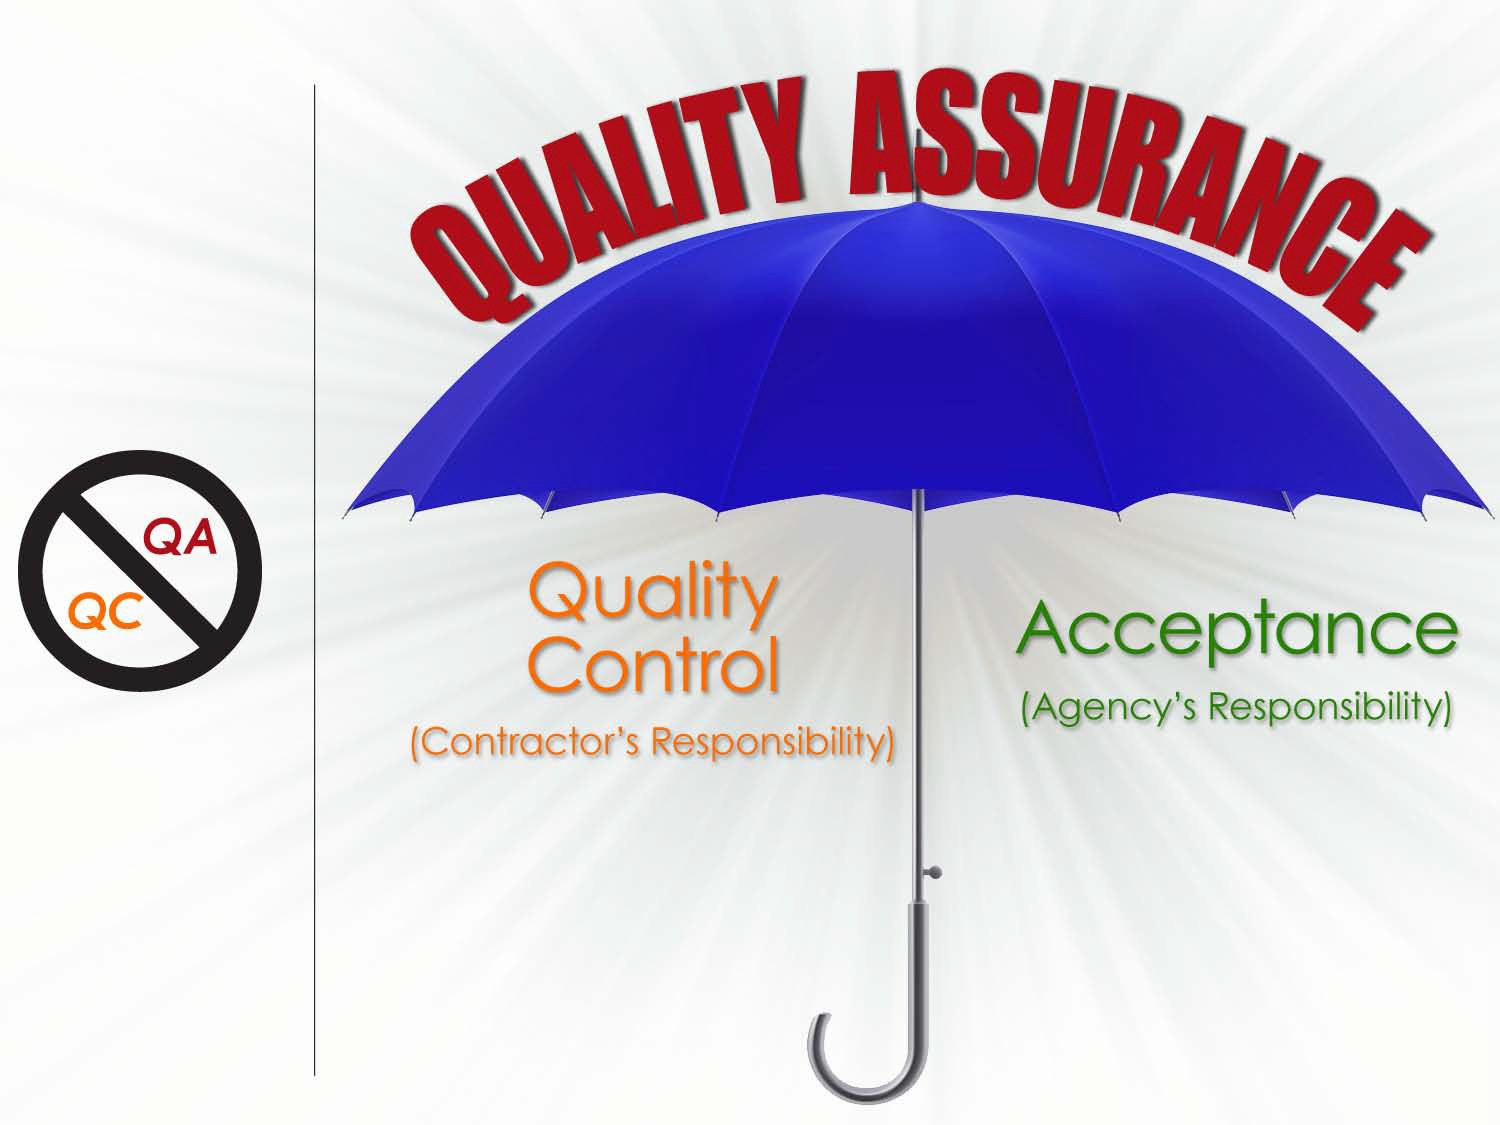 QUALITY ASSURANCE
QA
QC
Quality
Control
(Contractor's Responsibility)
Acceptance
(Agency's Responsibility)